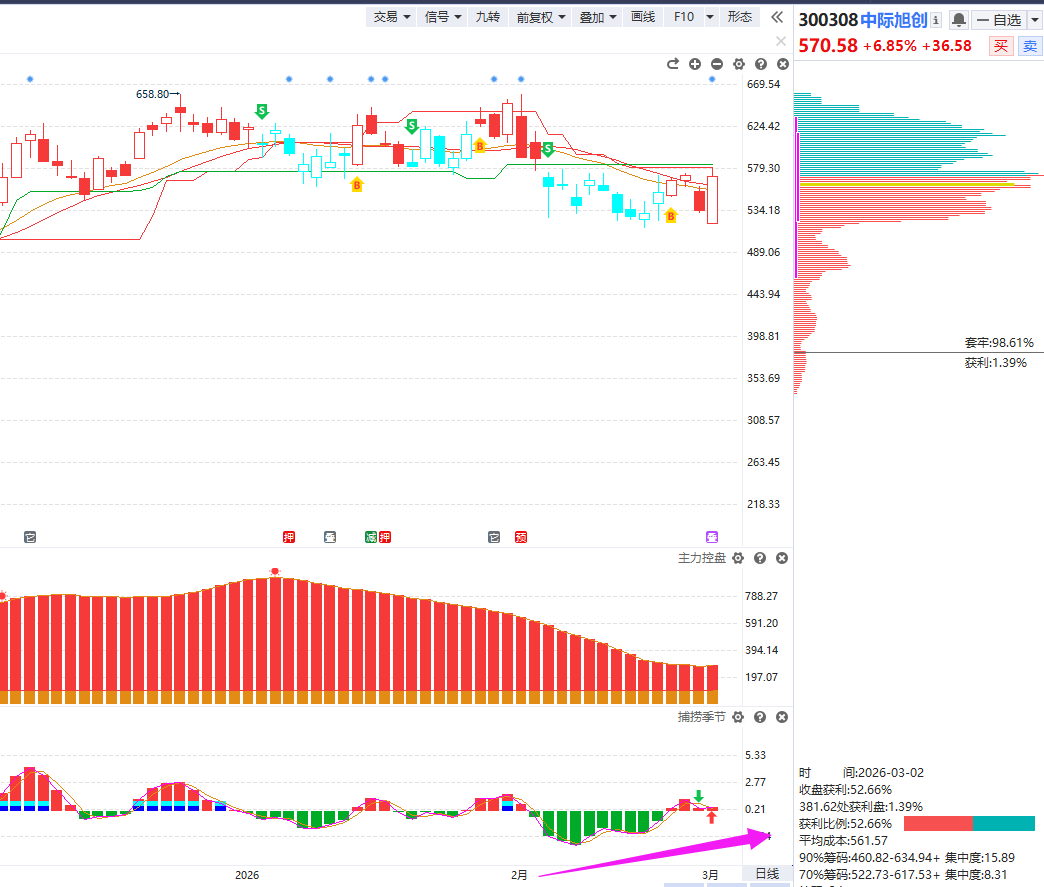 交易 信号 九转 前复权 叠加 画线 F10 形态
300308 中际旭创 自选
570.58 +6.85% +36.58 买 卖
658.80
669.54
S
624.42
S
B
S
579.30
B
534.18
B
489.06
443.94
398.81
套牢:98.61%
获利:1.39%
353.69
308.57
263.45
218.33
押 减 押 预
主力控盘
788.27
591.20
394.14
197.07
捕捞季节
5.33
2.77
0.21
2026 2月 3月 日线
时 间:2026-03-02
收盘获利:52.66%
381.62处获利盘:1.39%
获利比例:52.66%
平均成本:561.57
90%筹码:460.82-634.94+ 集中度:15.89
70%筹码:522.73-617.53+ 集中度:8.31